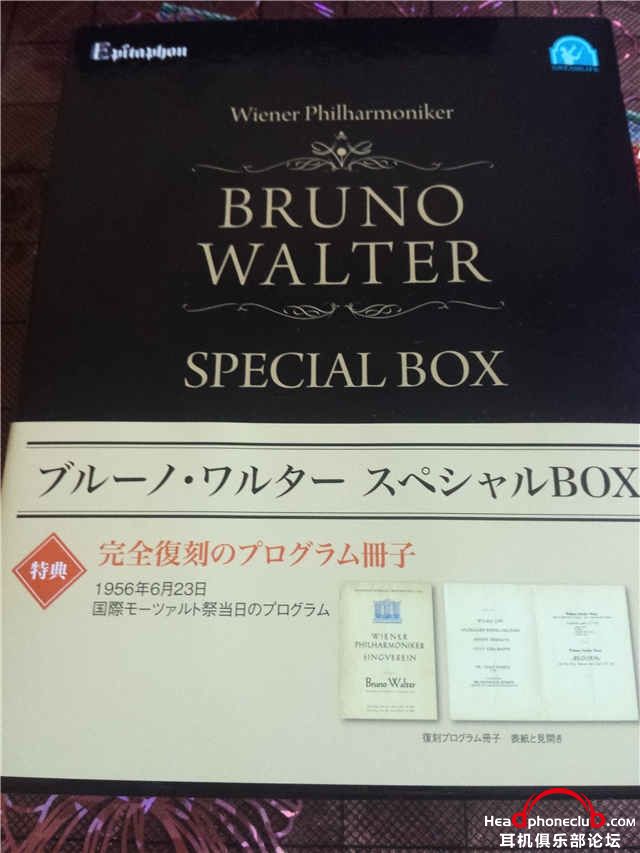 Epitaphon
Wiener Philharmoniker
BRUNO
WALTER
SPECIAL BOX
ブルーノ・ワルター スペシャルBOX
特典
完全復刻のプログラム冊子
1956年6月23日
国際モーツァルト祭当日のプログラム
WIENER
PHILHARMONIKER
SINGVEREIN
Bruno Walter
復刻プログラム冊子 表紙と見開き
Headphoneclub.com
耳机俱乐部论坛